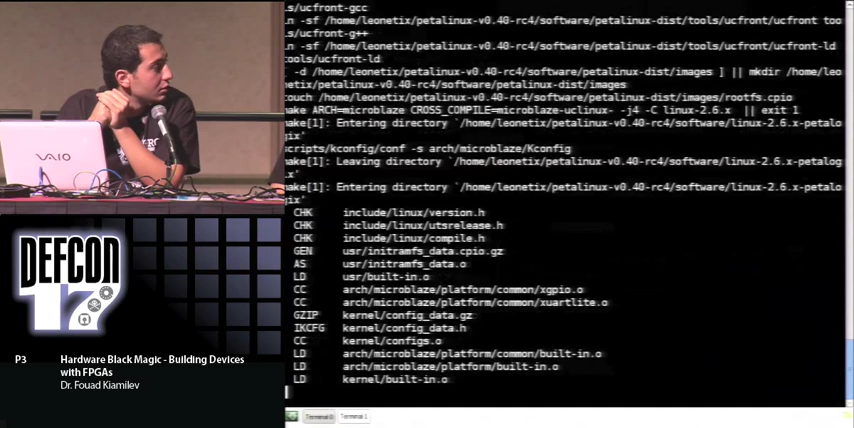 ls/ucfront-gcc
ln -sf /home/leonetix/petalinux-v0.40-rc4/software/petalinux-dist/tools/ucfront/ucfront too
ls/ucfront-g++
ln -sf /home/leonetix/petalinux-v0.40-rc4/software/petalinux-dist/tools/ucfront/ucfront-ld
tools/ucfront-ld
[ -d /home/leonetix/petalinux-v0.40-rc4/software/petalinux-dist/images ] || mkdir /home/leo
netix/petalinux-v0.40-rc4/software/petalinux-dist/images
touch /home/leonetix/petalinux-v0.40-rc4/software/petalinux-dist/images/rootfs.cpio
make ARCH=microblaze CROSS_COMPILE=microblaze-uclinux- -j4 -C linux-2.6.x || exit 1
make[1]: Entering directory `/home/leonetix/petalinux-v0.40-rc4/software/linux-2.6.x-petalo
gix'
scripts/kconfig/conf -s arch/microblaze/Kconfig
make[1]: Leaving directory `/home/leonetix/petalinux-v0.40-rc4/software/linux-2.6.x-petalog
ix'
make[1]: Entering directory `/home/leonetix/petalinux-v0.40-rc4/software/linux-2.6.x-petalo
gix'
CHK include/linux/version.h
CHK include/linux/utsrelease.h
CHK include/linux/compile.h
GEN usr/initramfs_data.cpio.gz
AS usr/initramfs_data.o
LD usr/built-in.o
CC arch/microblaze/platform/common/xgpio.o
CC arch/microblaze/platform/common/xuartlite.o
GZIP kernel/config_data.gz
IKCFG kernel/config_data.h
CC kernel/configs.o
LD arch/microblaze/platform/common/built-in.o
LD arch/microblaze/platform/built-in.o
LD kernel/built-in.o
Terminal 0 Terminal 1
VAIO
DEFCON
17
P3 Hardware Black Magic - Building Devices
with FPGAs
Dr. Fouad Kiamilev